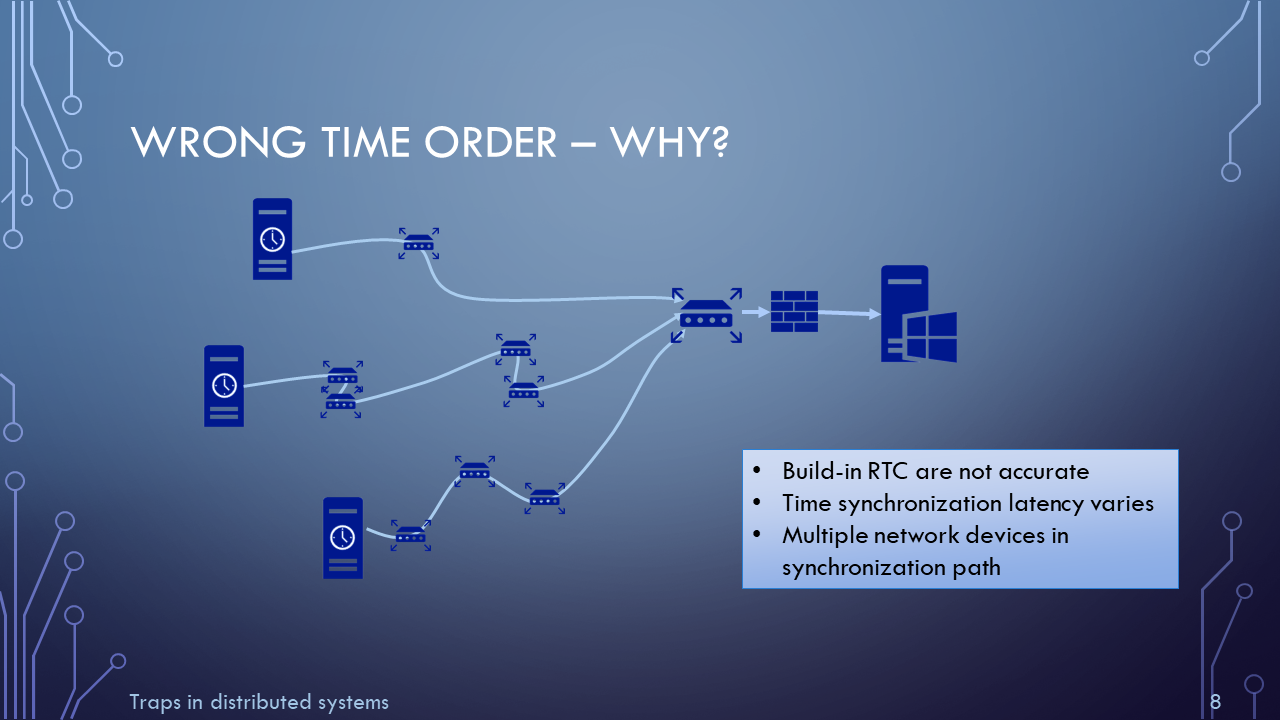 WRONG TIME ORDER – WHY?
• Build-in RTC are not accurate
• Time synchronization latency varies
• Multiple network devices in
synchronization path
Traps in distributed systems
8